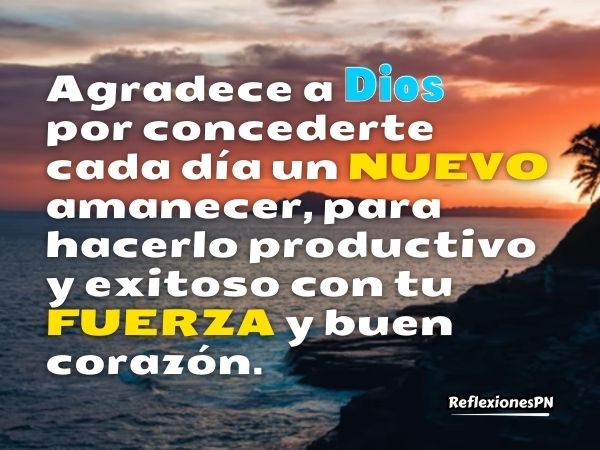 Agradece a Dios
por concederte
cada día un NUEVO
amanecer, para
hacerlo productivo
y exitoso con tu
FUERZA y buen
corazón.
ReflexionesPN